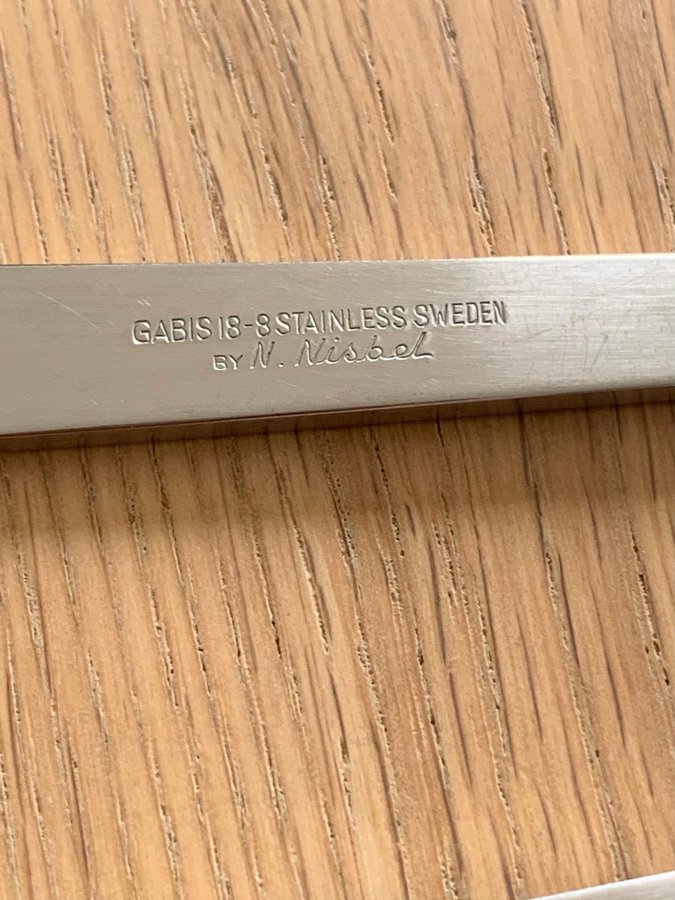 GABIS 18-8 STAINLESS SWEDEN
BY N. Nisbel